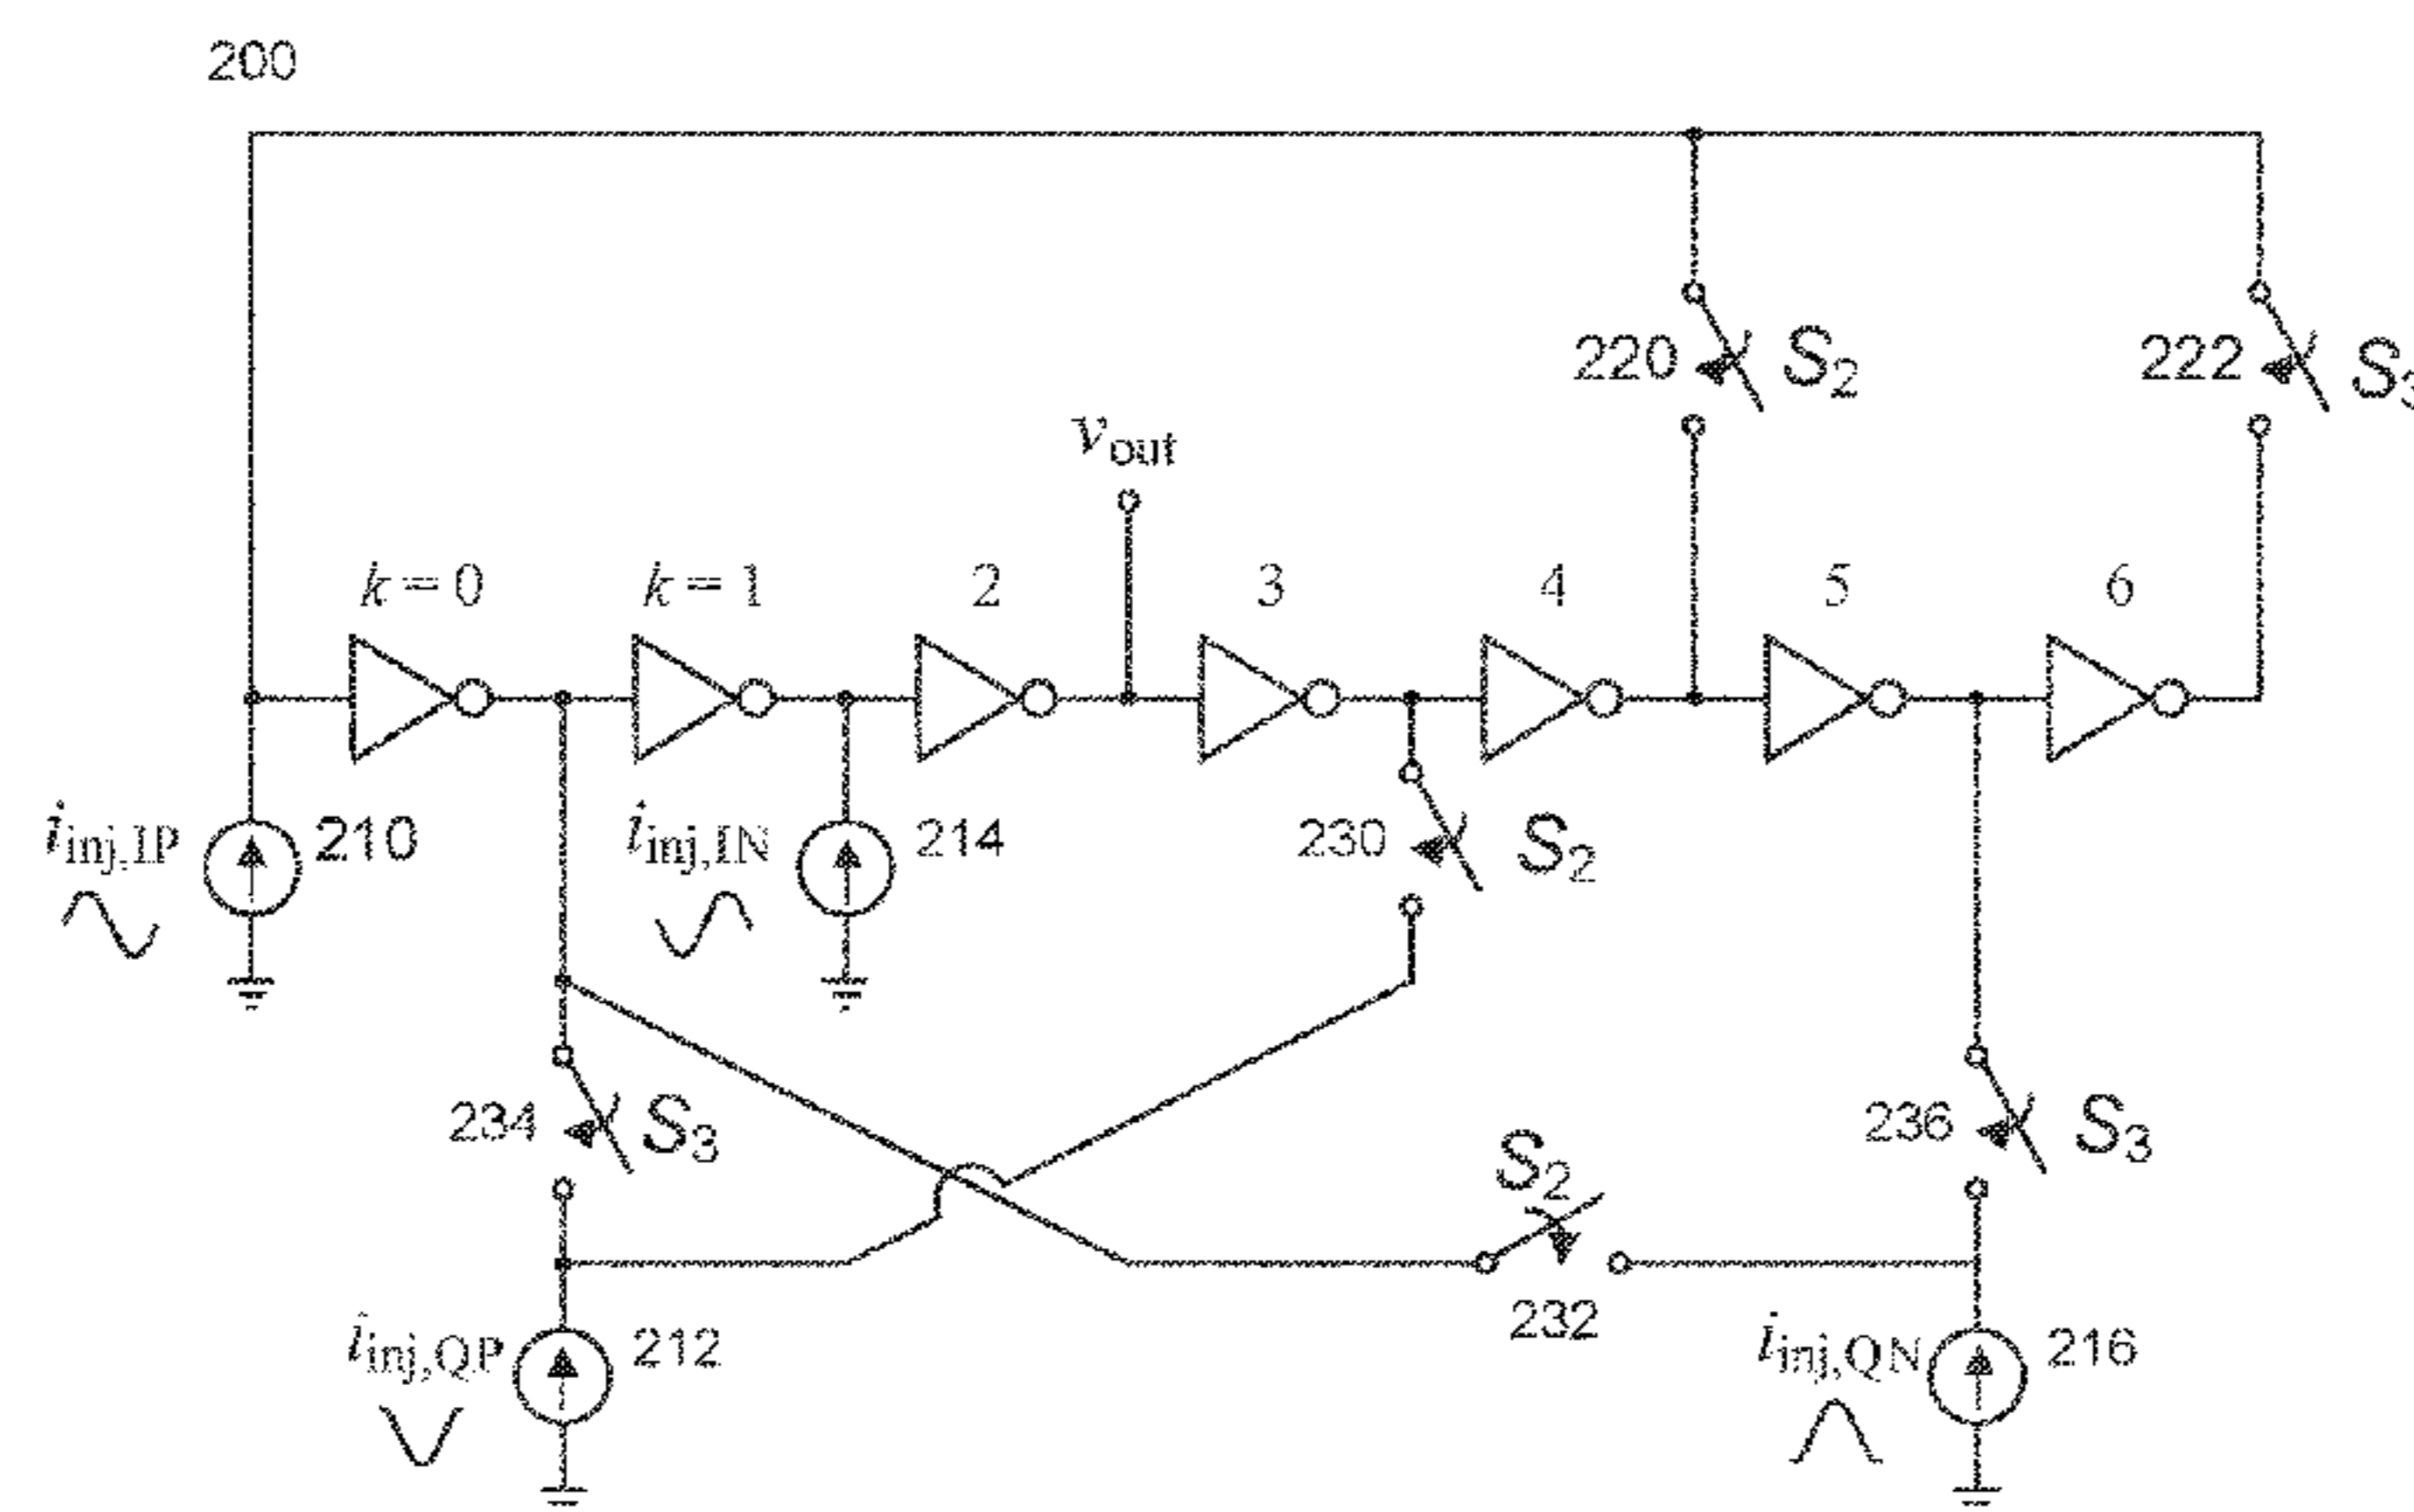 200
220 S2
222 S3
vout
k = 0
k = 1
2
3
4
5
6
iinj,IP 210
iinj,IN 214
230 S2
234 S3
236 S3
S2
232
iinj,QP 212
iinj,QN 216